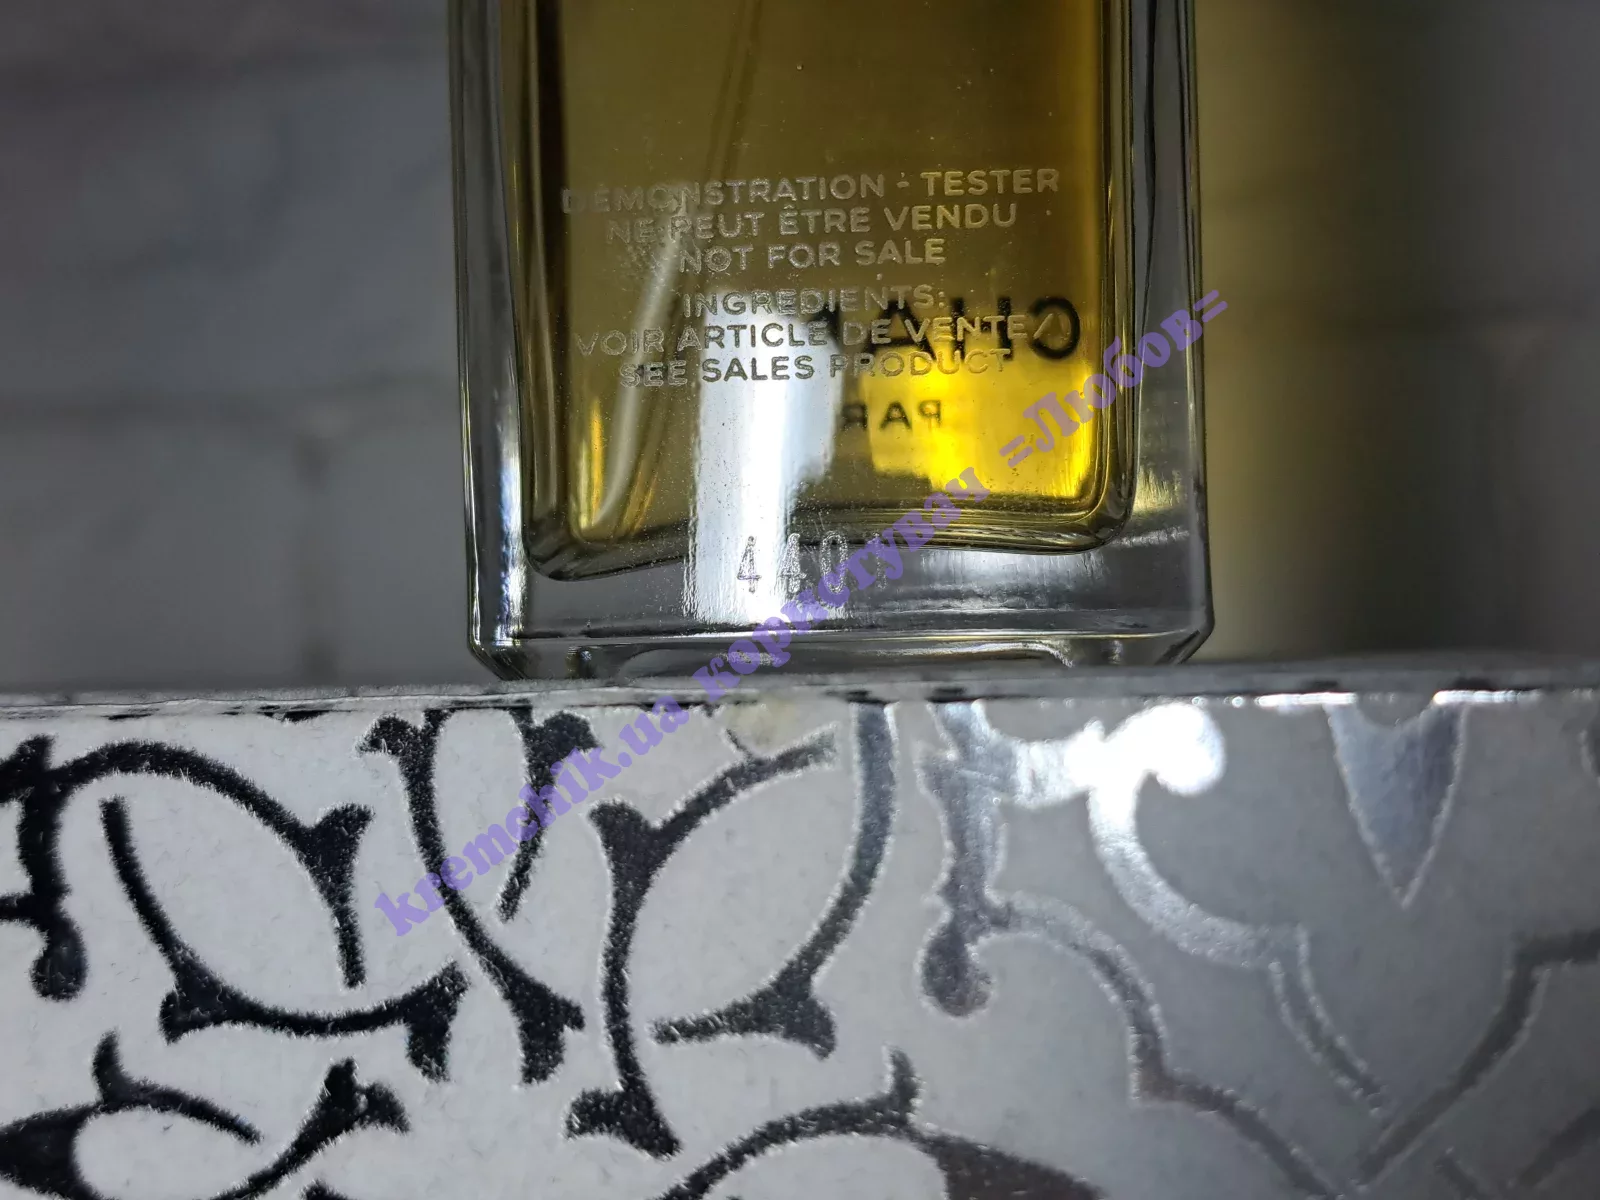 DÉMONSTRATION - TESTER
NE PEUT ÊTRE VENDU
NOT FOR SALE
INGREDIENTS:
VOIR ARTICLE DE VENTE /
SEE SALES PRODUCT
kremchik.ua користувач =Любов=